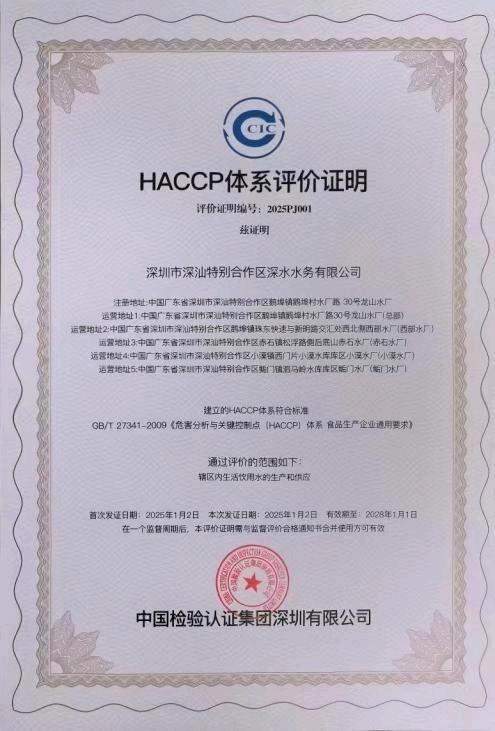 CIC
HACCP体系评价证明
评价证明编号：2025PJ001
兹证明
深圳市深汕特别合作区深水水务有限公司
注册地址:中国广东省深圳市深汕特别合作区鹅埠镇鹅埠村水厂路 30号龙山水厂
运营地址1:中国广东省深圳市深汕特别合作区鹅埠镇鹅埠村水厂路30号龙山水厂(总部)
运营地址2:中国广东省深圳市深汕特别合作区鹅埠镇珠东快速与新明路交汇处西北侧西部水厂(西部水厂)
运营地址3:中国广东省深圳市深汕特别合作区赤石镇松浮路侧后底山赤石水厂(赤石水厂)
运营地址4:中国广东省深圳市深汕特别合作区小漠镇西门片小漠水库库区小漠水厂(小漠水厂)
运营地址5:中国广东省深圳市深汕特别合作区鲘门镇泗马岭水库库区鲘门水厂(鲘门水厂)
建立的HACCP体系符合标准
GB/T 27341-2009《危害分析与关键控制点（HACCP）体系 食品生产企业通用要求》
通过评价的范围如下:
辖区内生活饮用水的生产和供应
首次发证日期: 2025年1月2日 本次发证日期: 2025年1月2日 有效期至: 2028年1月1日
在一个监督周期后，本评价证明需与监督评价合格通知书合并使用方可有效
中国检验认证集团深圳有限公司
中国检验认证集团深圳有限公司